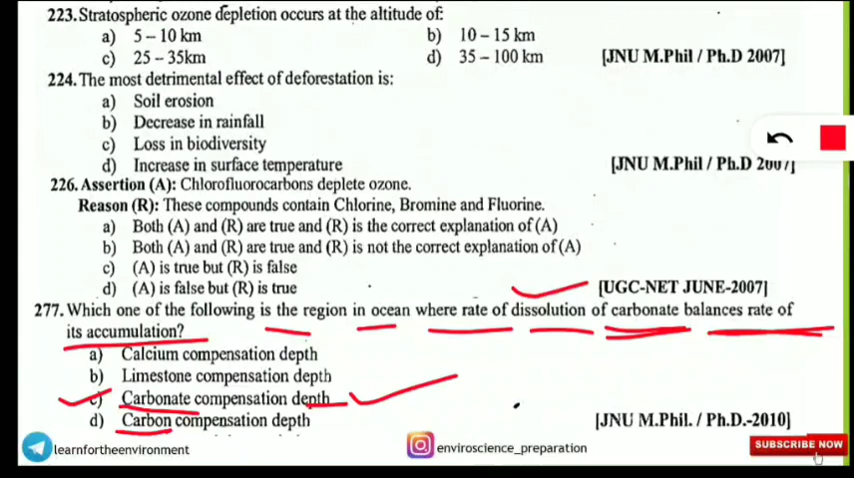 223. Stratospheric ozone depletion occurs at the altitude of:
a) 5 – 10 km b) 10 – 15 km
c) 25 – 35km d) 35 – 100 km [JNU M.Phil / Ph.D 2007]
224. The most detrimental effect of deforestation is:
a) Soil erosion
b) Decrease in rainfall
c) Loss in biodiversity
d) Increase in surface temperature [JNU M.Phil / Ph.D 2007]
226. Assertion (A): Chlorofluorocarbons deplete ozone.
Reason (R): These compounds contain Chlorine, Bromine and Fluorine.
a) Both (A) and (R) are true and (R) is the correct explanation of (A)
b) Both (A) and (R) are true and (R) is not the correct explanation of (A)
c) (A) is true but (R) is false
d) (A) is false but (R) is true [UGC-NET JUNE-2007]
277. Which one of the following is the region in ocean where rate of dissolution of carbonate balances rate of
its accumulation?
a) Calcium compensation depth
b) Limestone compensation depth
c) Carbonate compensation depth
d) Carbon compensation depth [JNU M.Phil. / Ph.D.-2010]
learnfortheenvironment enviroscience_preparation SUBSCRIBE NOW